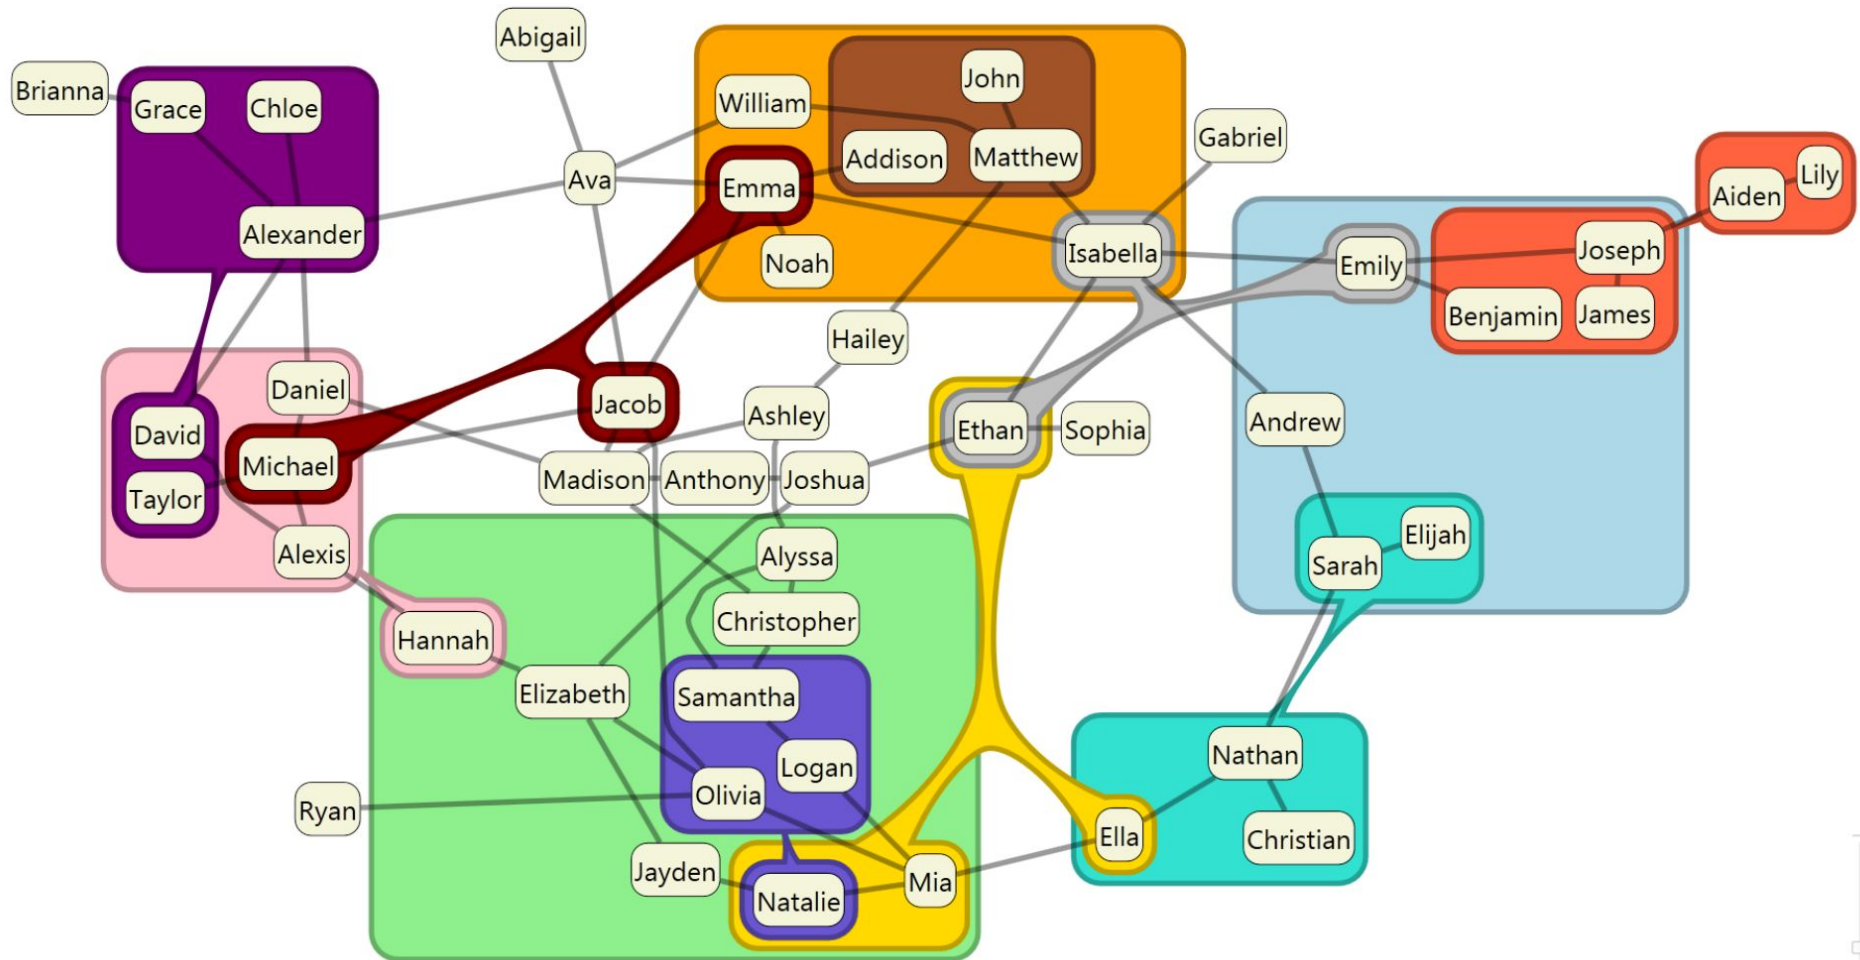 Abigail
Brianna
Grace
Chloe
William
John
Addison
Matthew
Gabriel
Ava
Emma
Lily
Aiden
Alexander
Noah
Isabella
Emily
Joseph
Benjamin
James
Hailey
Daniel
Jacob
Ashley
David
Michael
Ethan
Sophia
Andrew
Taylor
Madison
Anthony
Joshua
Alexis
Alyssa
Elijah
Sarah
Hannah
Christopher
Elizabeth
Samantha
Logan
Olivia
Nathan
Ryan
Ella
Christian
Jayden
Natalie
Mia